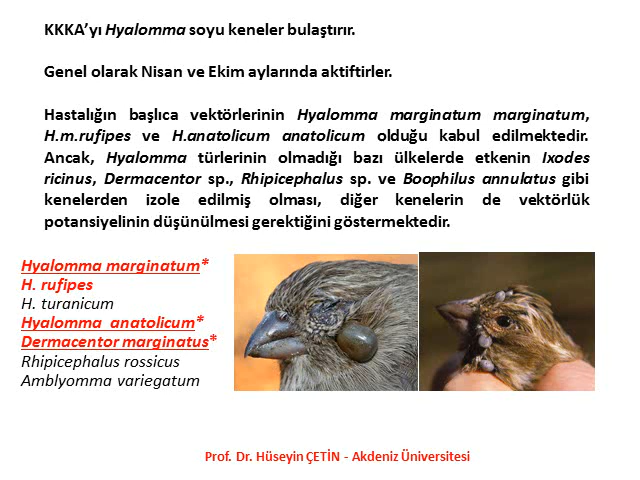 KKKA’yı Hyalomma soyu keneler bulaştırır.
Genel olarak Nisan ve Ekim aylarında aktiftirler.
Hastalığın başlıca vektörlerinin Hyalomma marginatum marginatum,
H.m.rufipes ve H.anatolicum anatolicum olduğu kabul edilmektedir.
Ancak, Hyalomma türlerinin olmadığı bazı ülkelerde etkenin Ixodes
ricinus, Dermacentor sp., Rhipicephalus sp. ve Boophilus annulatus gibi
kenelerden izole edilmiş olması, diğer kenelerin de vektörlük
potansiyelinin düşünülmesi gerektiğini göstermektedir.
Hyalomma marginatum*
H. rufipes
H. turanicum
Hyalomma anatolicum*
Dermacentor marginatus*
Rhipicephalus rossicus
Amblyomma variegatum
Prof. Dr. Hüseyin ÇETİN - Akdeniz Üniversitesi